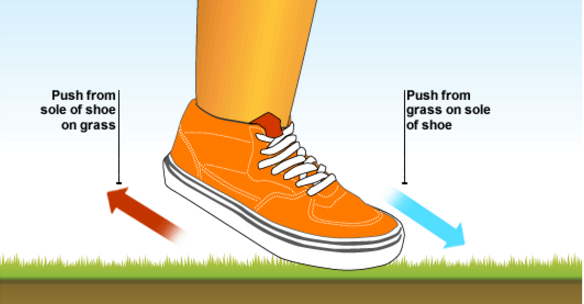 Push from
sole of shoe
on grass
Push from
grass on sole
of shoe